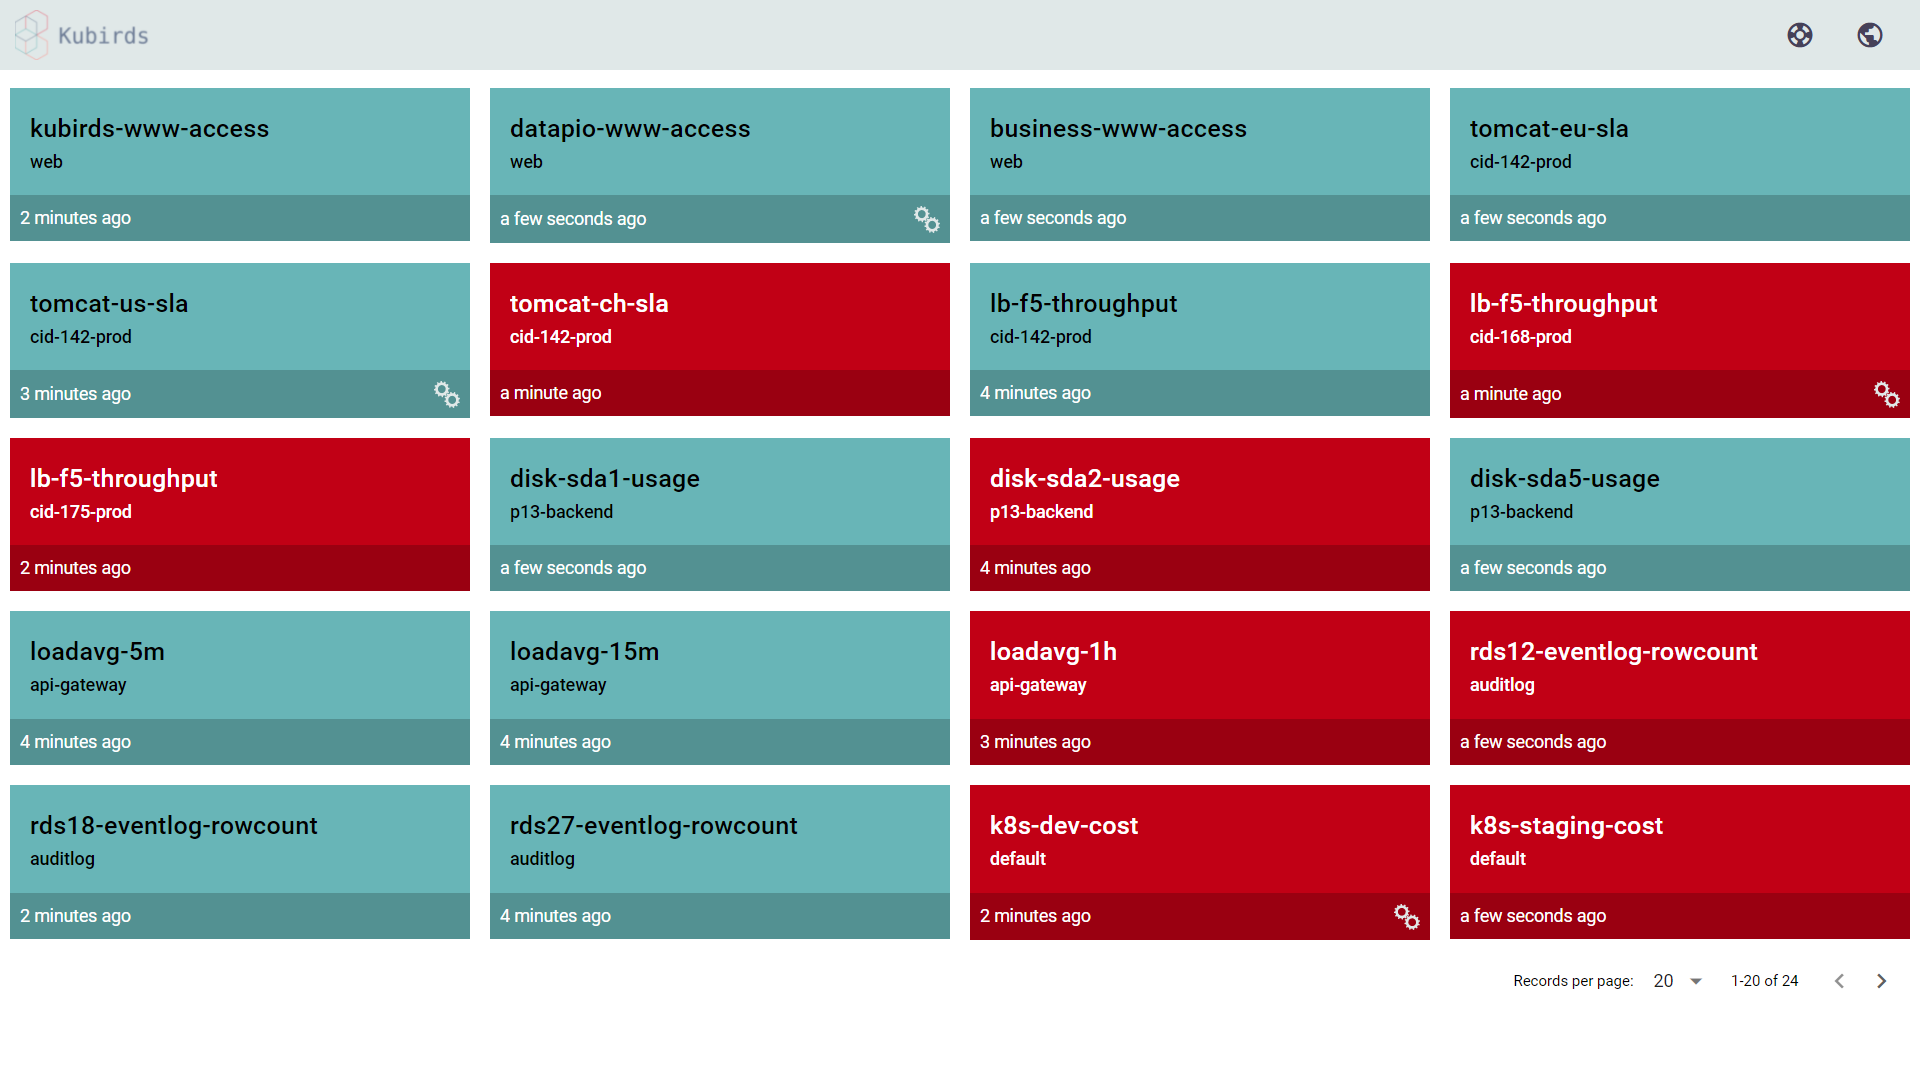 Kubirds
kubirds-www-access
web
2 minutes ago
datapio-www-access
web
a few seconds ago
business-www-access
web
a few seconds ago
tomcat-eu-sla
cid-142-prod
a few seconds ago
tomcat-us-sla
cid-142-prod
3 minutes ago
tomcat-ch-sla
cid-142-prod
a minute ago
lb-f5-throughput
cid-142-prod
4 minutes ago
lb-f5-throughput
cid-168-prod
a minute ago
lb-f5-throughput
cid-175-prod
2 minutes ago
disk-sda1-usage
p13-backend
a few seconds ago
disk-sda2-usage
p13-backend
4 minutes ago
disk-sda5-usage
p13-backend
a few seconds ago
loadavg-5m
api-gateway
4 minutes ago
loadavg-15m
api-gateway
4 minutes ago
loadavg-1h
api-gateway
3 minutes ago
rds12-eventlog-rowcount
auditlog
a few seconds ago
rds18-eventlog-rowcount
auditlog
2 minutes ago
rds27-eventlog-rowcount
auditlog
4 minutes ago
k8s-dev-cost
default
2 minutes ago
k8s-staging-cost
default
a few seconds ago
Records per page: 20 1-20 of 24